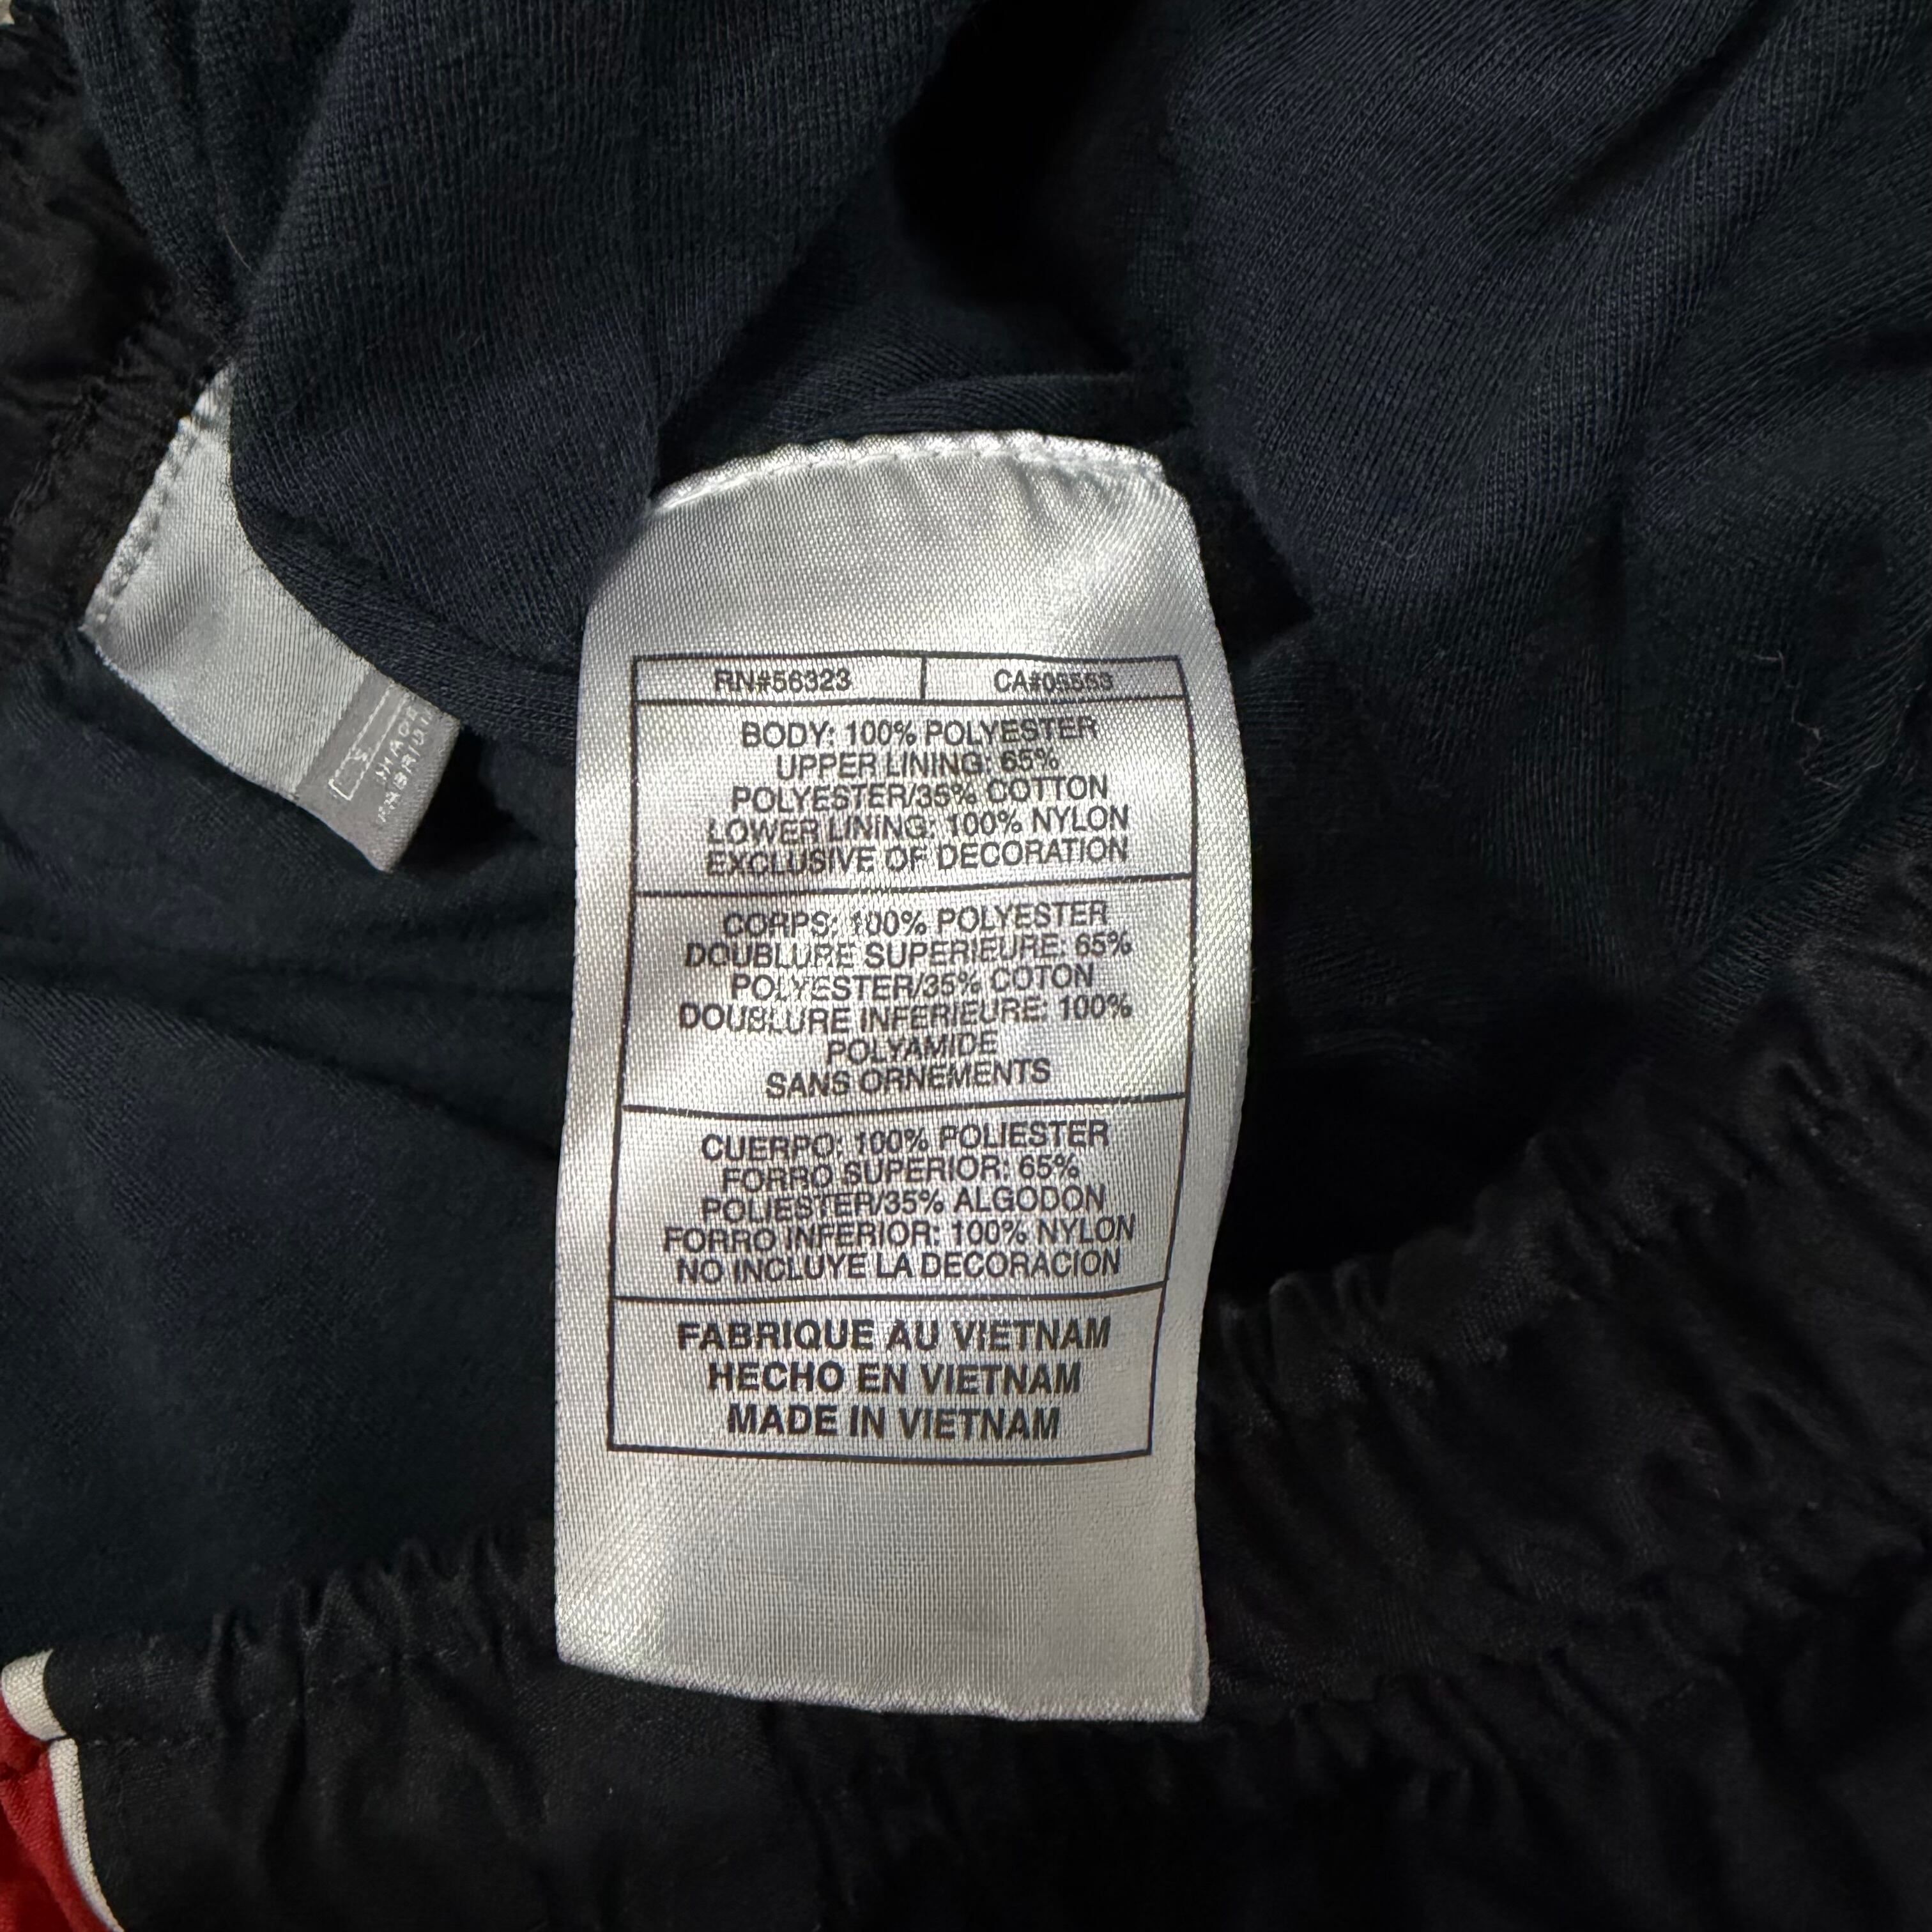 RN#56323
CA#05553
BODY: 100% POLYESTER
UPPER LINING: 65%
POLYESTER/35% COTTON
LOWER LINING: 100% NYLON
EXCLUSIVE OF DECORATION
CORPS: 100% POLYESTER
DOUBLURE SUPERIEURE: 65%
POLYESTER/35% COTON
DOUBLURE INFERIEURE: 100%
POLYAMIDE
SANS ORNEMENTS
CUERPO: 100% POLIESTER
FORRO SUPERIOR: 65%
POLIESTER/35% ALGODON
FORRO INFERIOR: 100% NYLON
NO INCLUYE LA DECORACION
FABRIQUE AU VIETNAM
HECHO EN VIETNAM
MADE IN VIETNAM